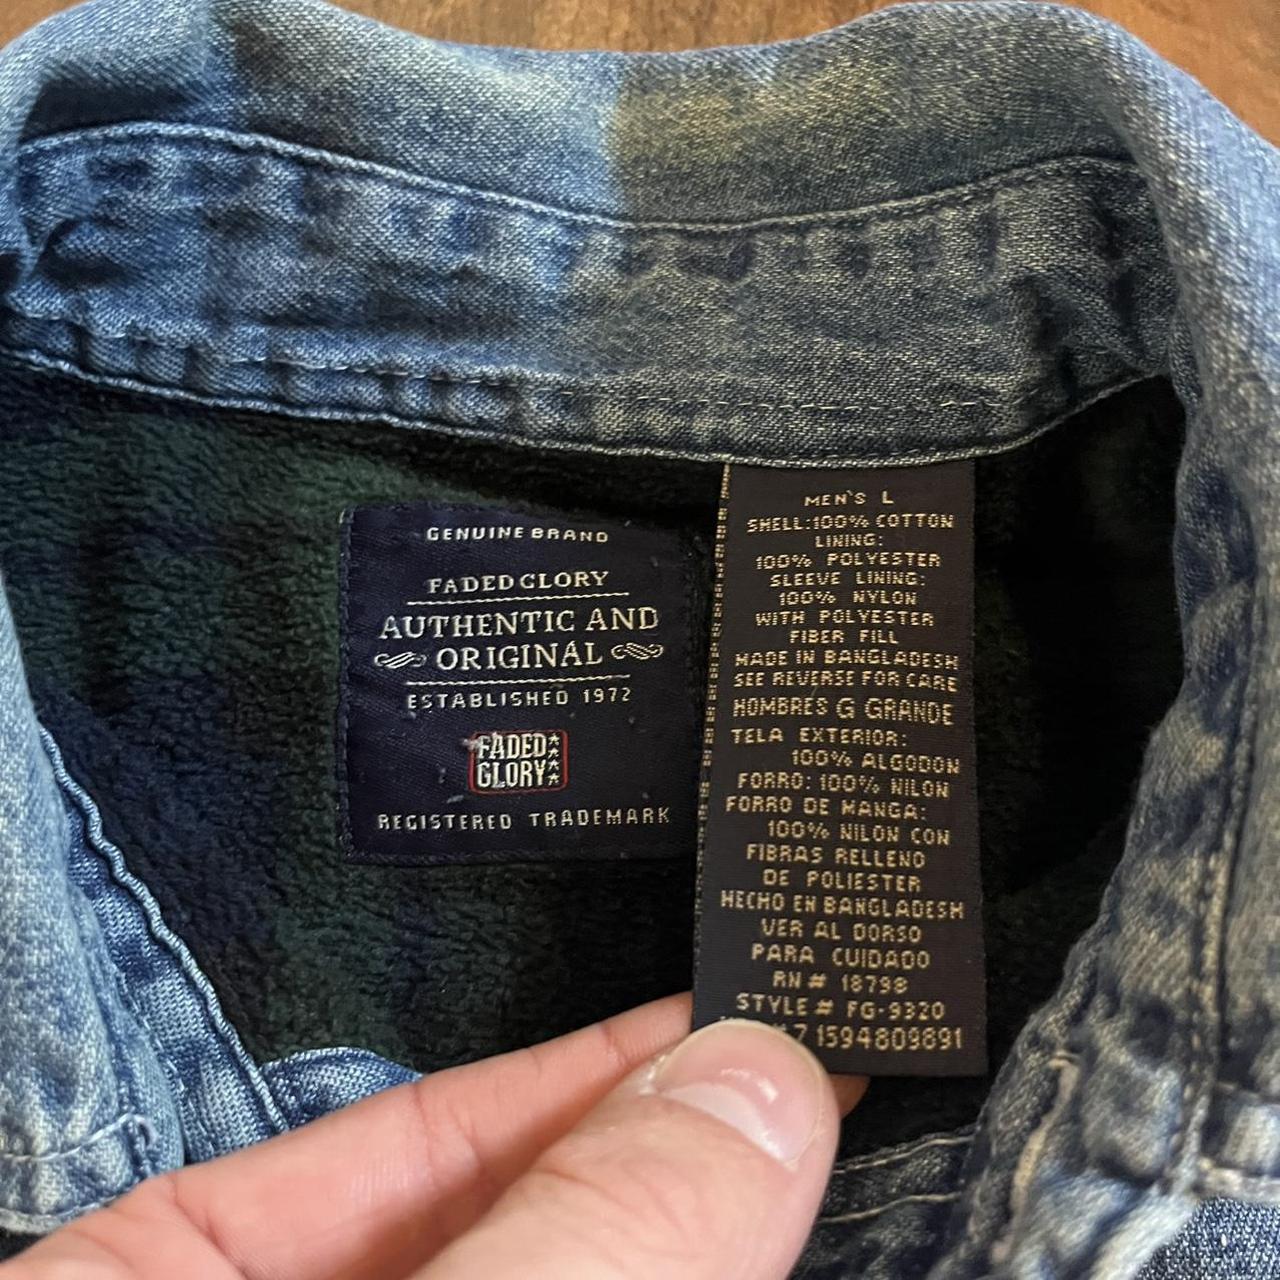 GENUINE BRAND
FADED GLORY
AUTHENTIC AND
ORIGINAL
ESTABLISHED 1972
FADED
GLORY
REGISTERED TRADEMARK
MEN'S L
SHELL:100% COTTON
LINING:
100% POLYESTER
SLEEVE LINING:
100% NYLON
WITH POLYESTER
FIBER FILL
MADE IN BANGLADESH
SEE REVERSE FOR CARE
HOMBRES G GRANDE
TELA EXTERIOR:
100% ALGODON
FORRO: 100% NILON
FORRO DE MANGA:
100% NILON CON
FIBRAS RELLENO
DE POLIESTER
HECHO EN BANGLADESH
VER AL DORSO
PARA CUIDADO
RN # 18798
STYLE # FG-9320
71594809891